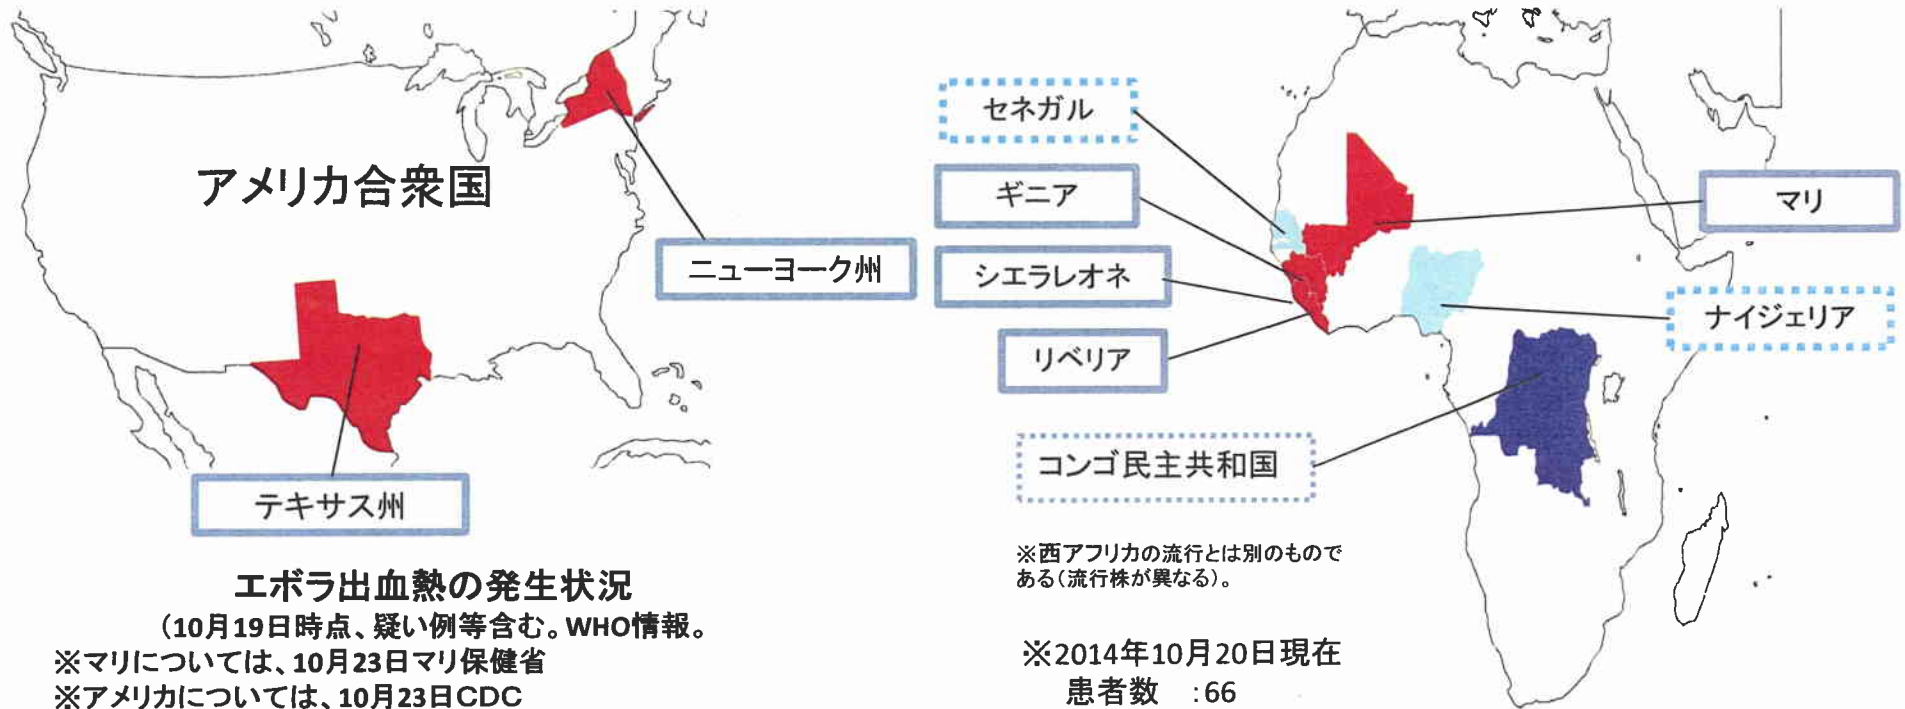 アメリカ合衆国
ニューヨーク州
テキサス州
エボラ出血熱の発生状況
(10月19日時点、疑い例等含む。WHO情報。
※マリについては、10月23日マリ保健省
※アメリカについては、10月23日CDC
セネガル
ギニア
シエラレオネ
リベリア
マリ
ナイジェリア
コンゴ民主共和国
※西アフリカの流行とは別のもので
ある(流行株が異なる)。
※2014年10月20日現在
患者数 :66